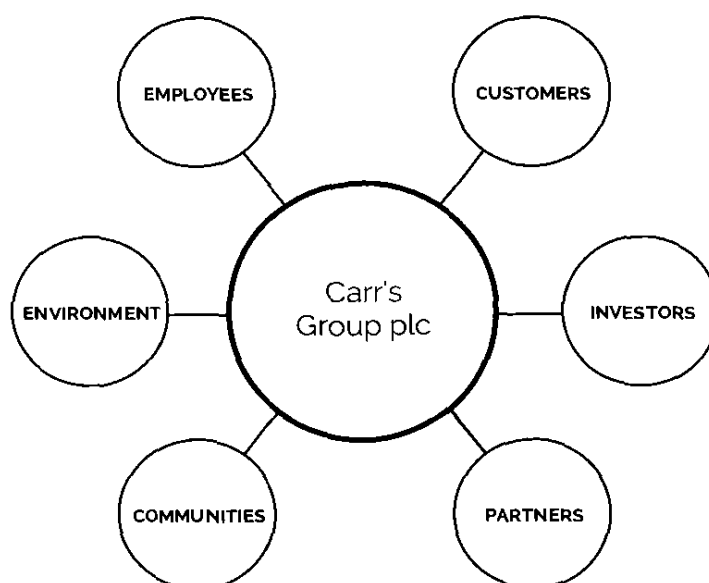 EMPLOYEES
CUSTOMERS
ENVIRONMENT
Carr's
Group plc
INVESTORS
COMMUNITIES
PARTNERS